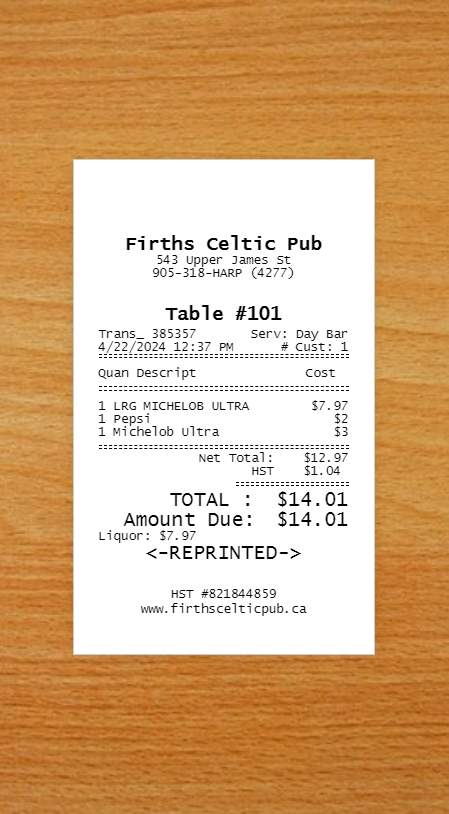 Firths Celtic Pub
543 Upper James St
905-318-HARP (4277)
Table #101
Trans_ 385357 Serv: Day Bar
4/22/2024 12:37 PM # Cust: 1
Quan Descript Cost
1 LRG MICHELOB ULTRA $7.97
1 Pepsi $2
1 Michelob Ultra $3
Net Total: $12.97
HST $1.04
TOTAL : $14.01
Amount Due: $14.01
Liquor: $7.97
<-REPRINTED->
HST #821844859
www.firthscelticpub.ca